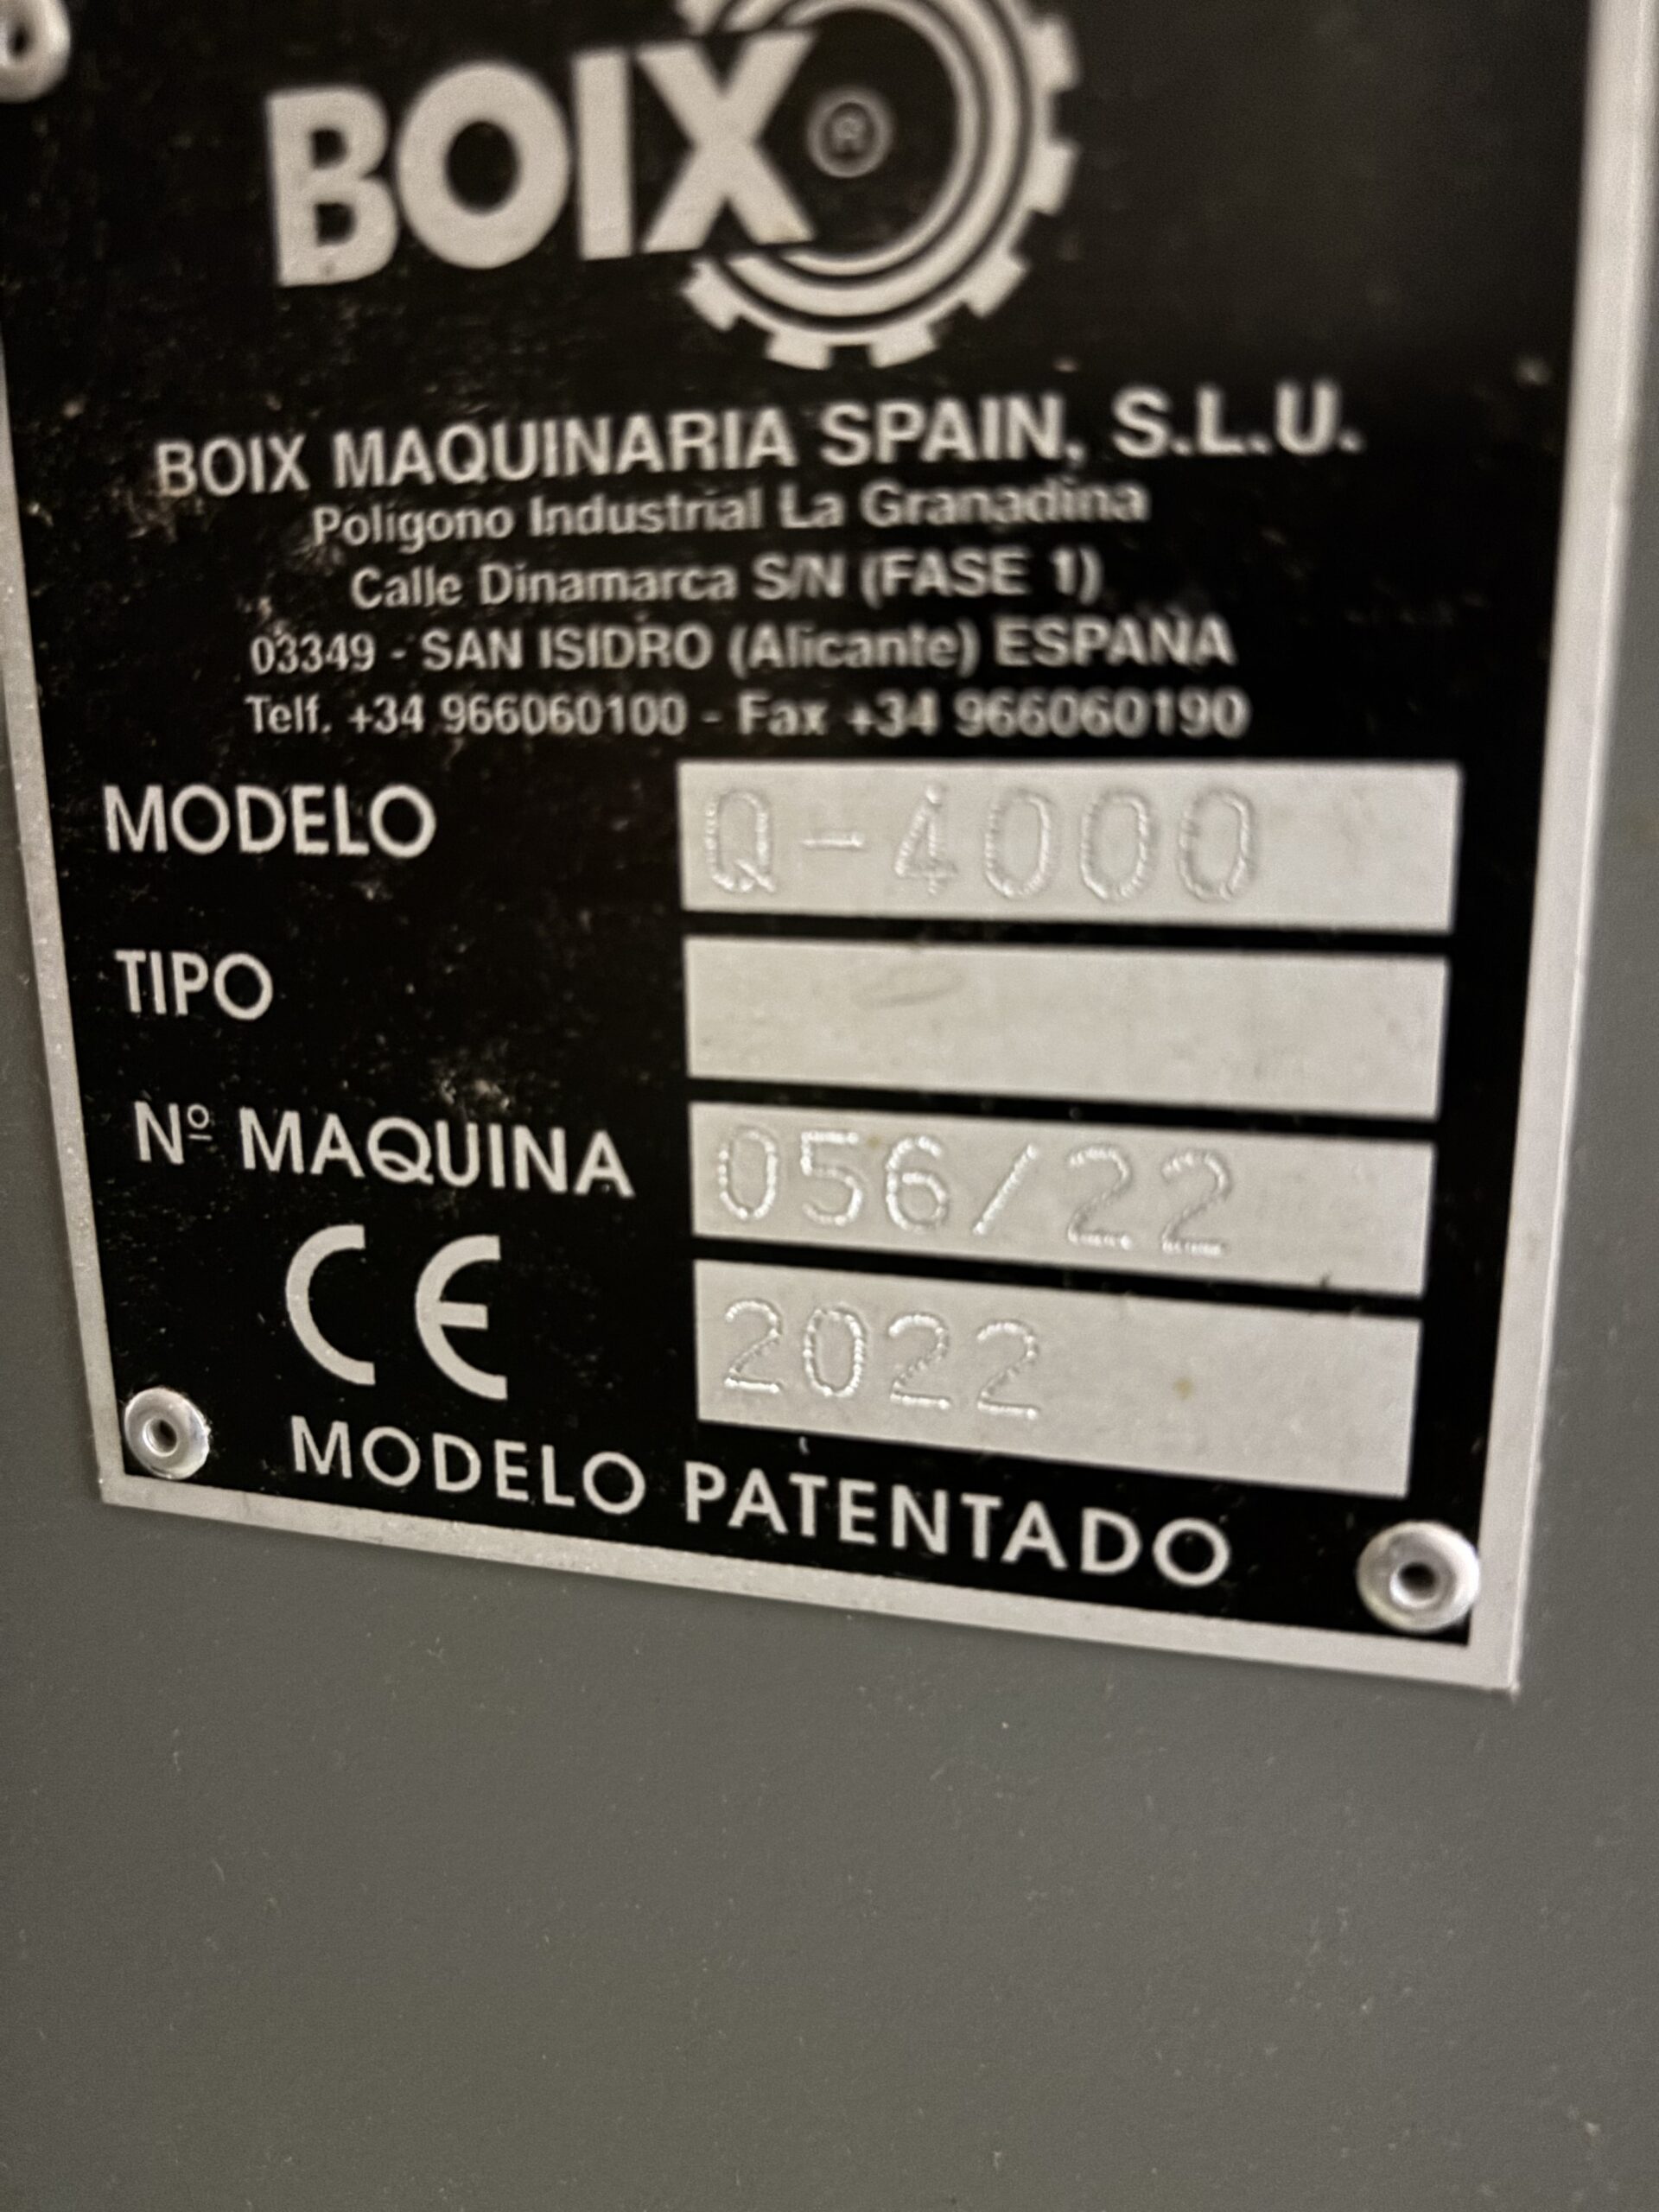 BOIX®
BOIX MAQUINARIA SPAIN, S.L.U.
Poligono Industrial La Granadina
Calle Dinamarca S/N (FASE 1)
03349 - SAN ISIDRO (Alicante) ESPAÑA
Telf. +34 966060100 - Fax +34 966060190
MODELO Q-4000
TIPO
Nº MAQUINA 056/22
CE 2022
MODELO PATENTADO